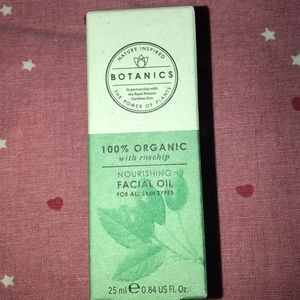 NATURE INSPIRED
BOTANICS
In partnership with
the Royal Botanic
Gardens, Kew
THE POWER OF PLANTS
100% ORGANIC
with rosehip
NOURISHING
FACIAL OIL
FOR ALL SKIN TYPES
25 ml e 0.84 US Fl. Oz.